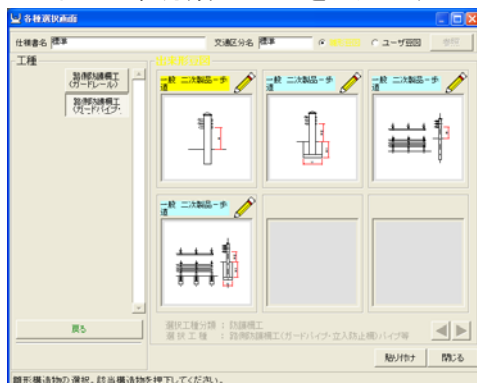 各種選択画面
仕様書名 標準
交通区分名 標準
ユーザ回図
参照
工種
路側防護柵工
(ガードレール)
路側防護柵工
(ガードパイプ・
一般 二次製品-歩
道
一般 二次製品-歩
道
一般 二次製品-歩
道
一般 二次製品-歩
道
戻る
選択工種分類 : 防護柵工
選択工種 : 路側防護柵工(ガードパイプ・立入防止柵)パイプ等
貼り付け
閉じる
雛形構造物の選択、該当構造物を押下してください。